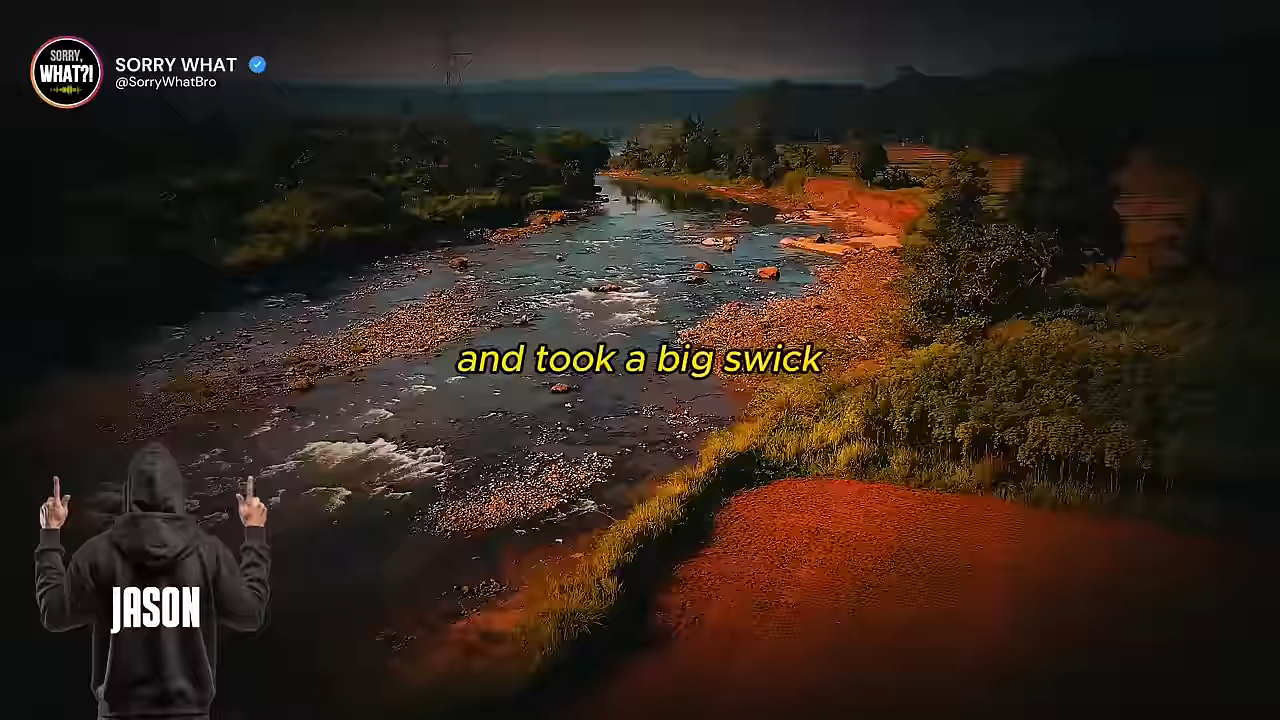 SORRY,
WHAT?!
SORRY WHAT
@SorryWhatBro
and took a big swick
JASON